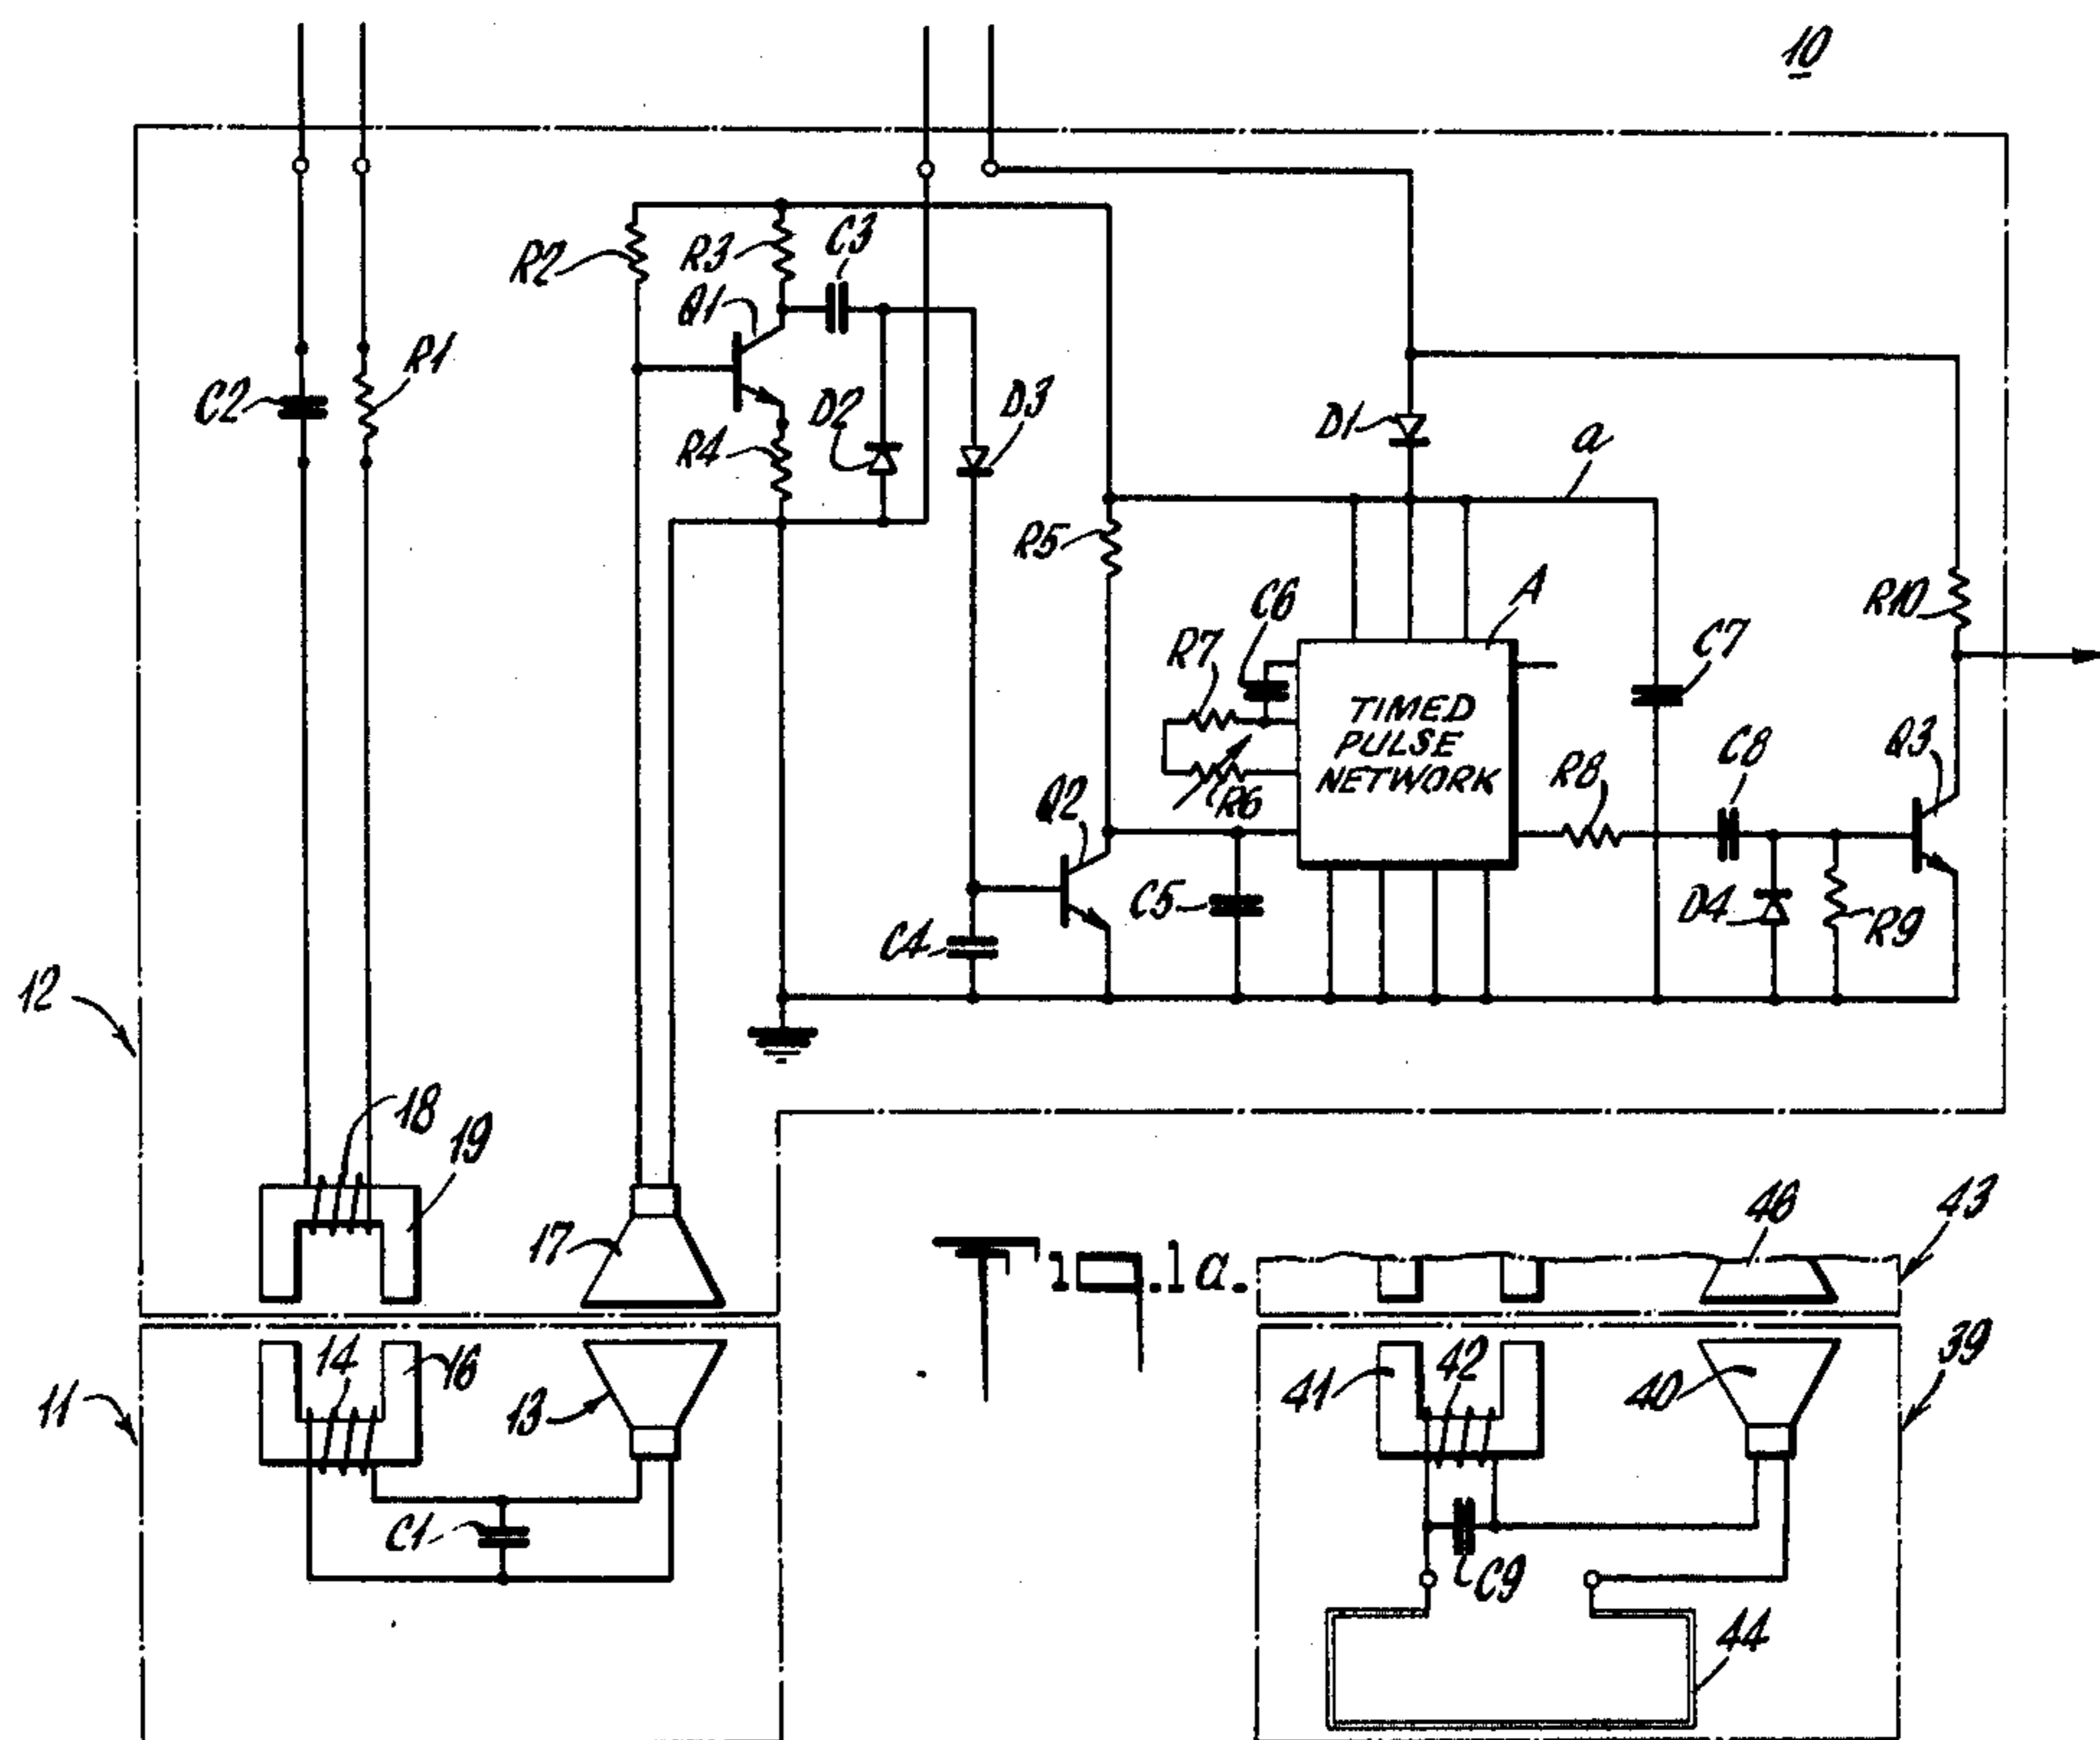 10
R2
R3
C3
Q1
R1
C2
D2
D3
D1
a
R4
R5
C6
A
R10
R7
C7
TIMED
PULSE
NETWORK
C8
Q3
R8
R6
Q2
C5
D4
R9
C4
12
18
19
17
46
43
Fig.1a.
14
16
13
11
41
42
40
39
C1
C9
44